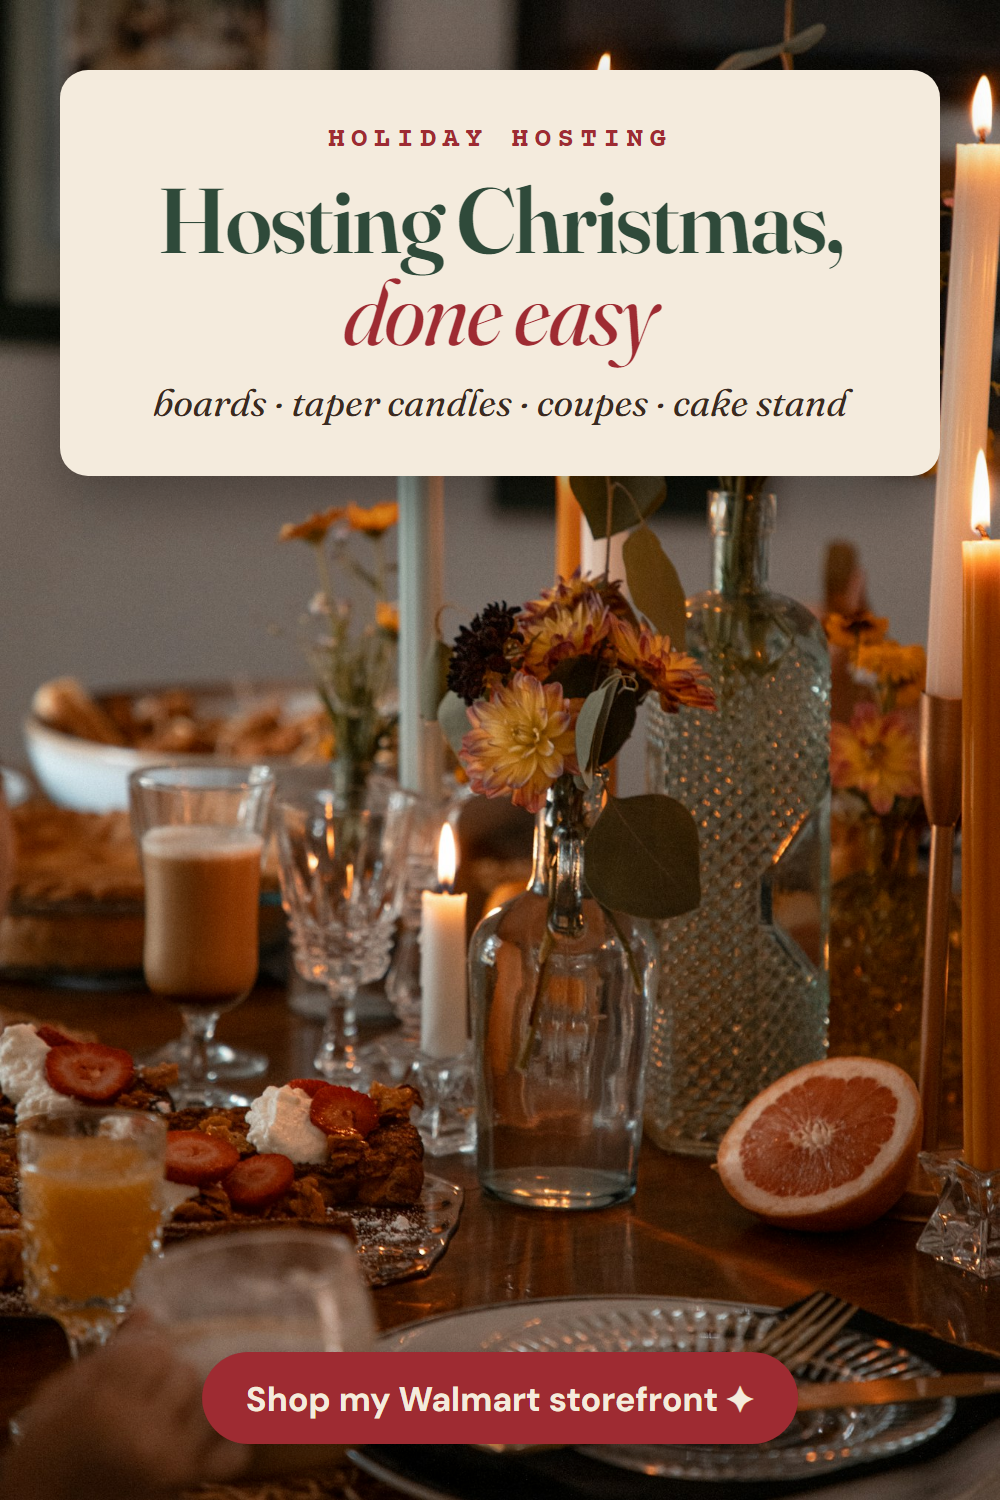 HOLIDAY HOSTING
Hosting Christmas,
done easy
boards · taper candles · coupes · cake stand
Shop my Walmart storefront ✦